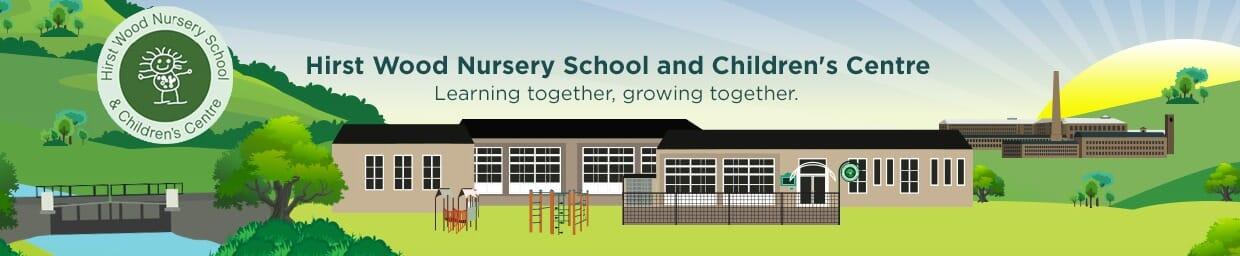 Hirst Wood Nursery School
& Children's Centre
Hirst Wood Nursery School and Children's Centre
Learning together, growing together.